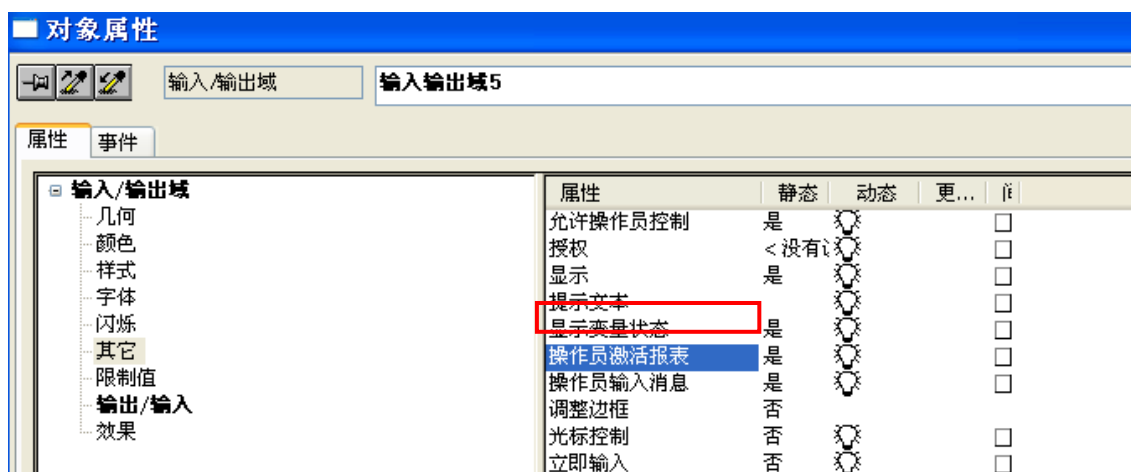 对象属性
输入/输出域 输入输出域5
属性 事件
输入/输出域
几何
颜色
样式
字体
闪烁
其它
限制值
输出/输入
效果
属性 静态 动态 更...
允许操作员控制 是
授权 <没有
显示 是
提示文本
显示变量状态 是
操作员激活报表 是
操作员输入消息 是
调整边框 否
光标控制 否
立即输入 否